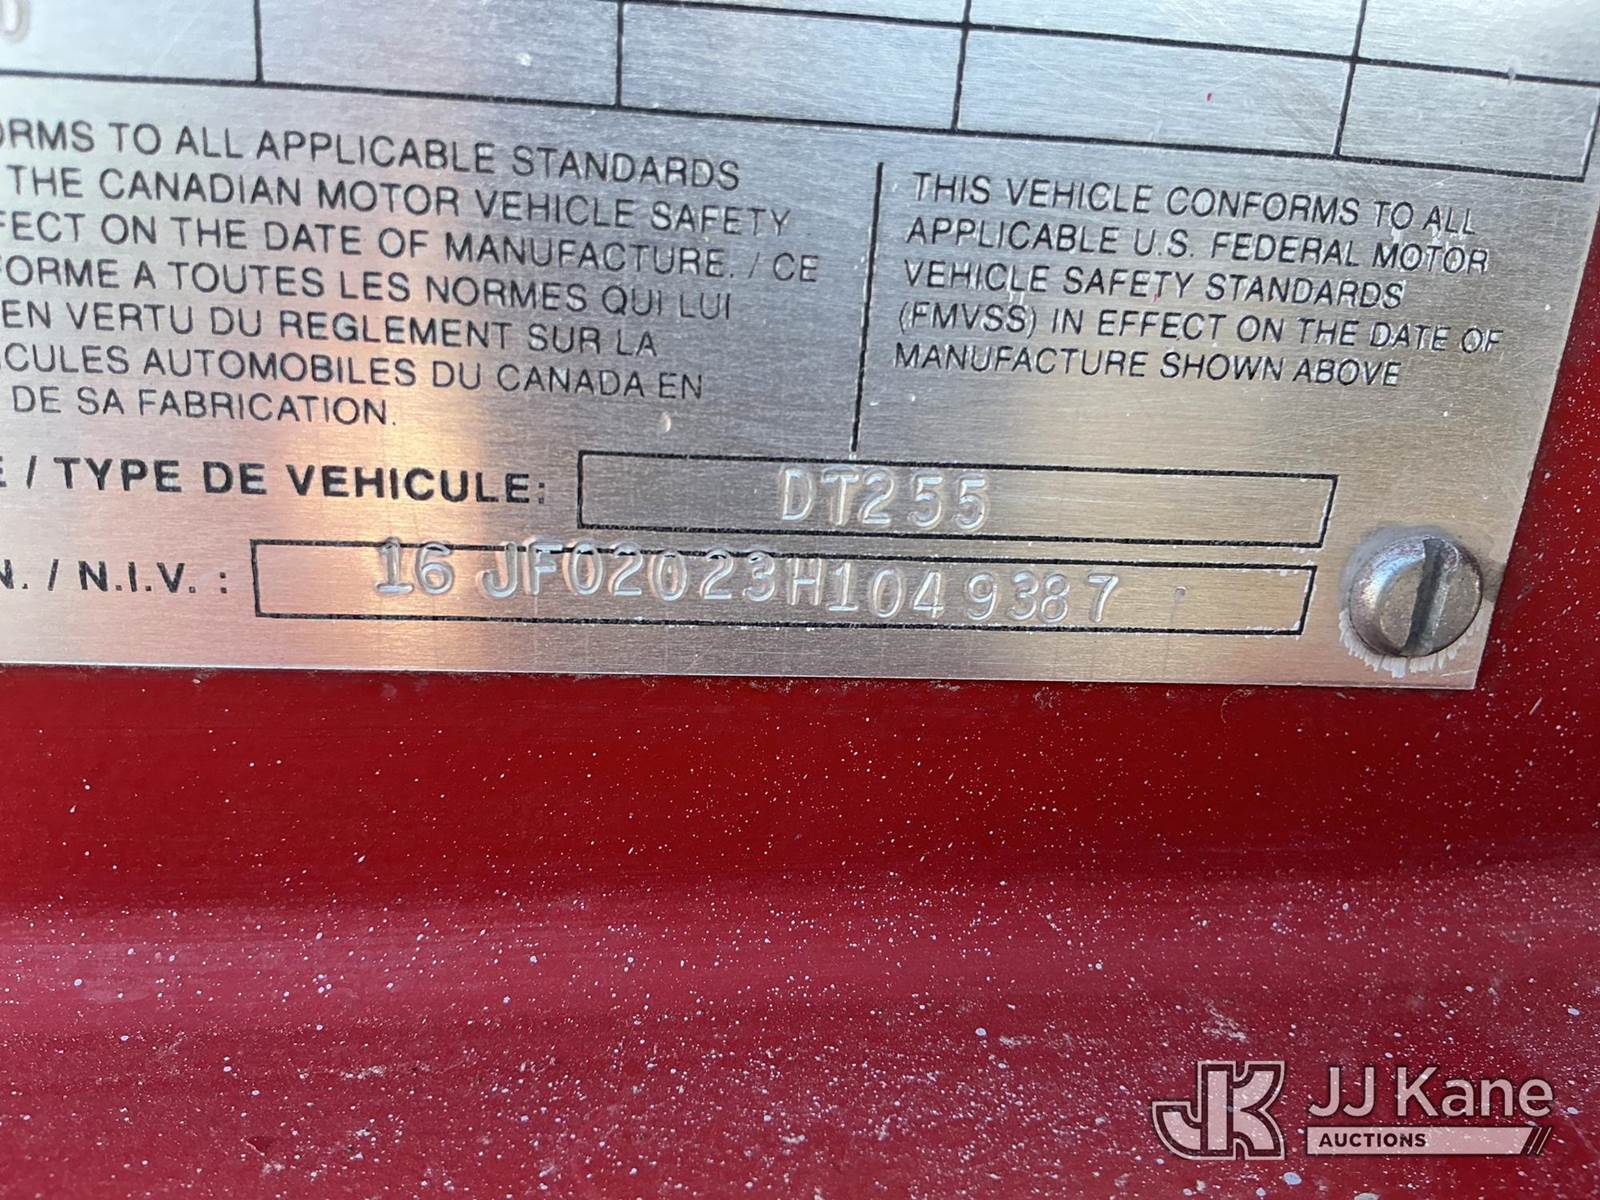 ORMS TO ALL APPLICABLE STANDARDS
THE CANADIAN MOTOR VEHICLE SAFETY
FECT ON THE DATE OF MANUFACTURE. / CE
FORME A TOUTES LES NORMES QUI LUI
EN VERTU DU REGLEMENT SUR LA
ICULES AUTOMOBILES DU CANADA EN
DE SA FABRICATION.
THIS VEHICLE CONFORMS TO ALL
APPLICABLE U.S. FEDERAL MOTOR
VEHICLE SAFETY STANDARDS
(FMVSS) IN EFFECT ON THE DATE OF
MANUFACTURE SHOWN ABOVE
E / TYPE DE VEHICULE: DT255
N. / N.I.V. : 16JF02023H1049387
JK JJ Kane
AUCTIONS